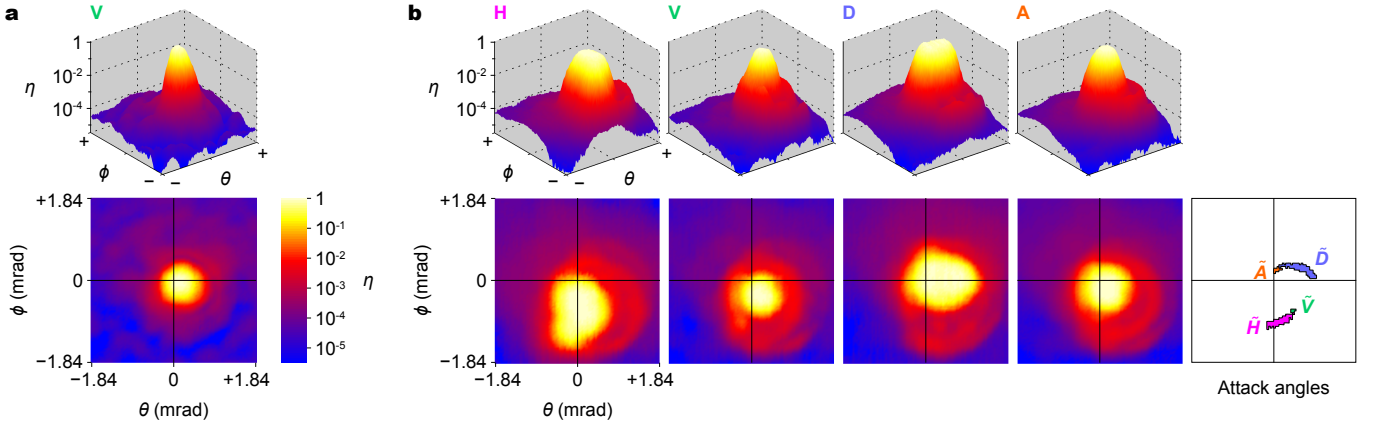 a
V
b
H
V
D
A
1
10-2
η
10-4
+
ϕ
−
−
θ
+
1
10-2
η
10-4
+
ϕ
−
−
θ
+
+1.84
0
−1.84
ϕ (mrad)
−1.84
0
+1.84
θ (mrad)
1
10-1
10-2
10-3
10-4
10-5
η
+1.84
0
−1.84
ϕ (mrad)
−1.84
0
+1.84
θ (mrad)
Ã
D̃
Ṽ
H̃
Attack angles